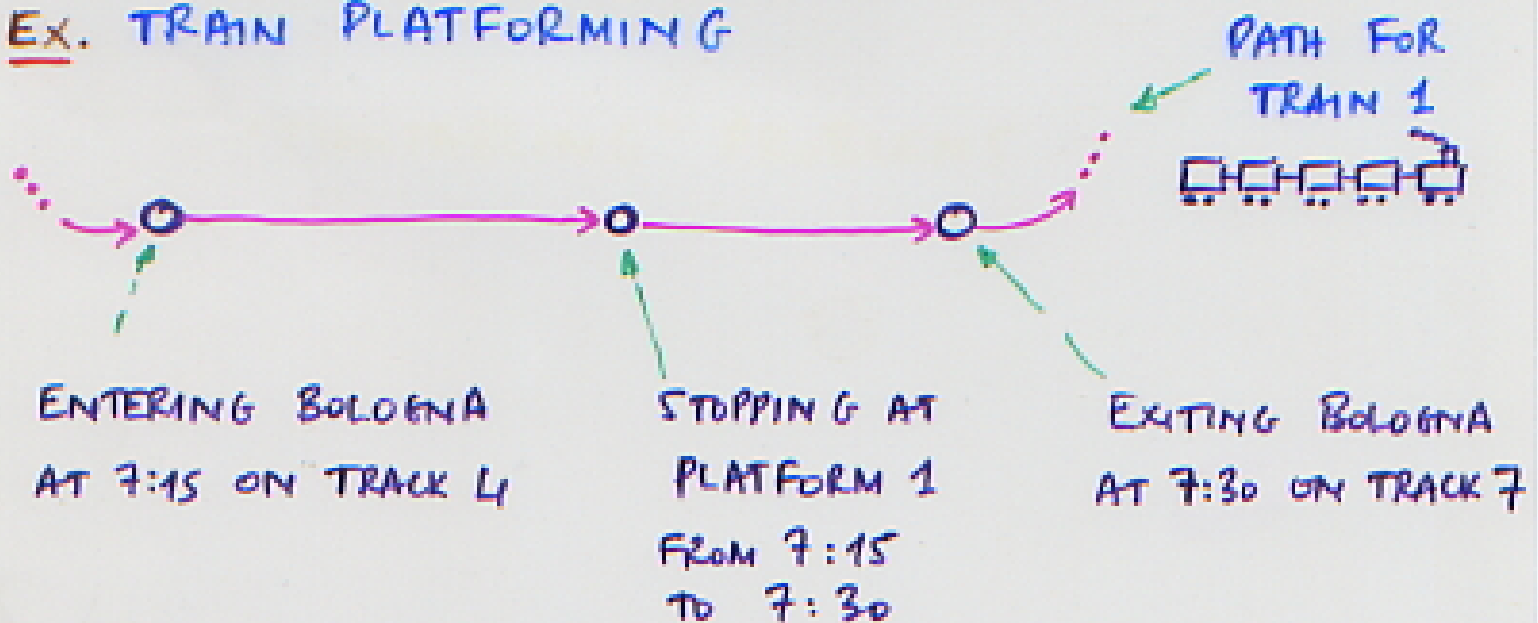 Ex. TRAIN PLATFORMING
PATH FOR
TRAIN 1
ENTERING BOLOGNA
AT 7:15 ON TRACK 4
STOPPING AT
PLATFORM 1
FROM 7:15
TO 7:30
EXITING BOLOGNA
AT 7:30 ON TRACK 7